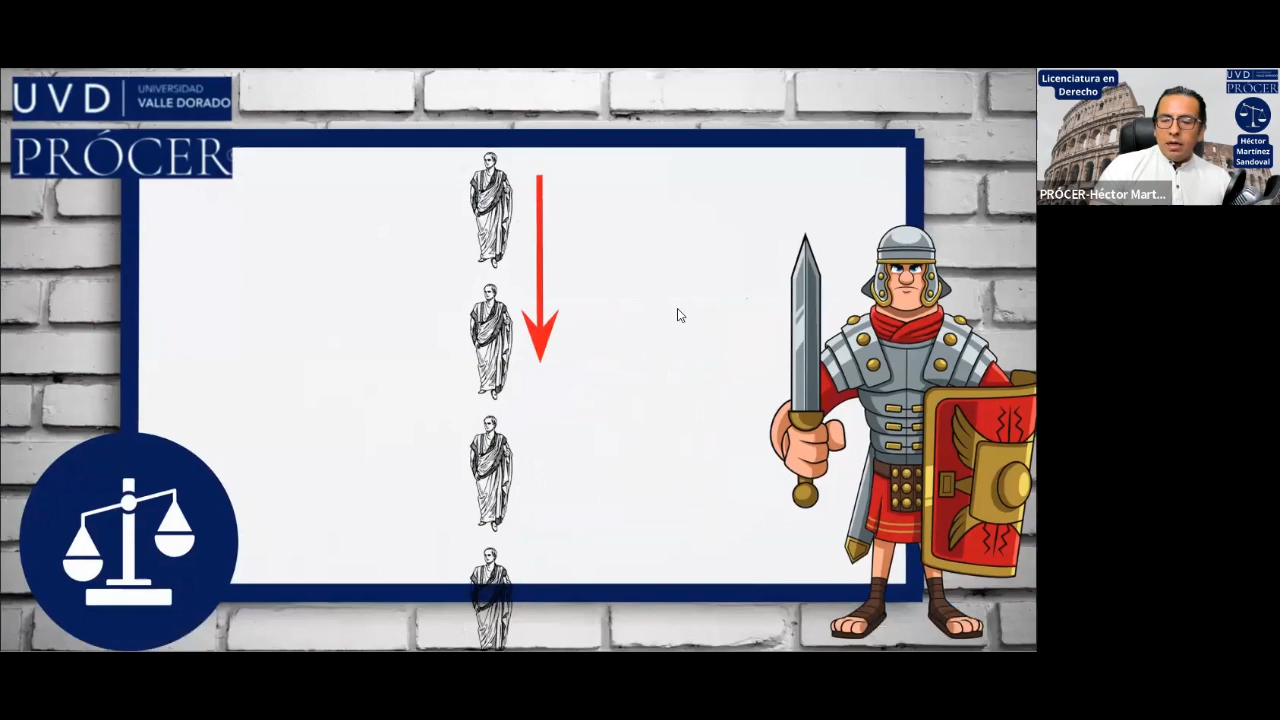 UVD
UNIVERSIDAD
VALLE DORADO
PRÓCER
Licenciatura en
Derecho
UVD
PRÓCER
Héctor
Martínez
Sandoval
PRÓCER-Héctor Mart...